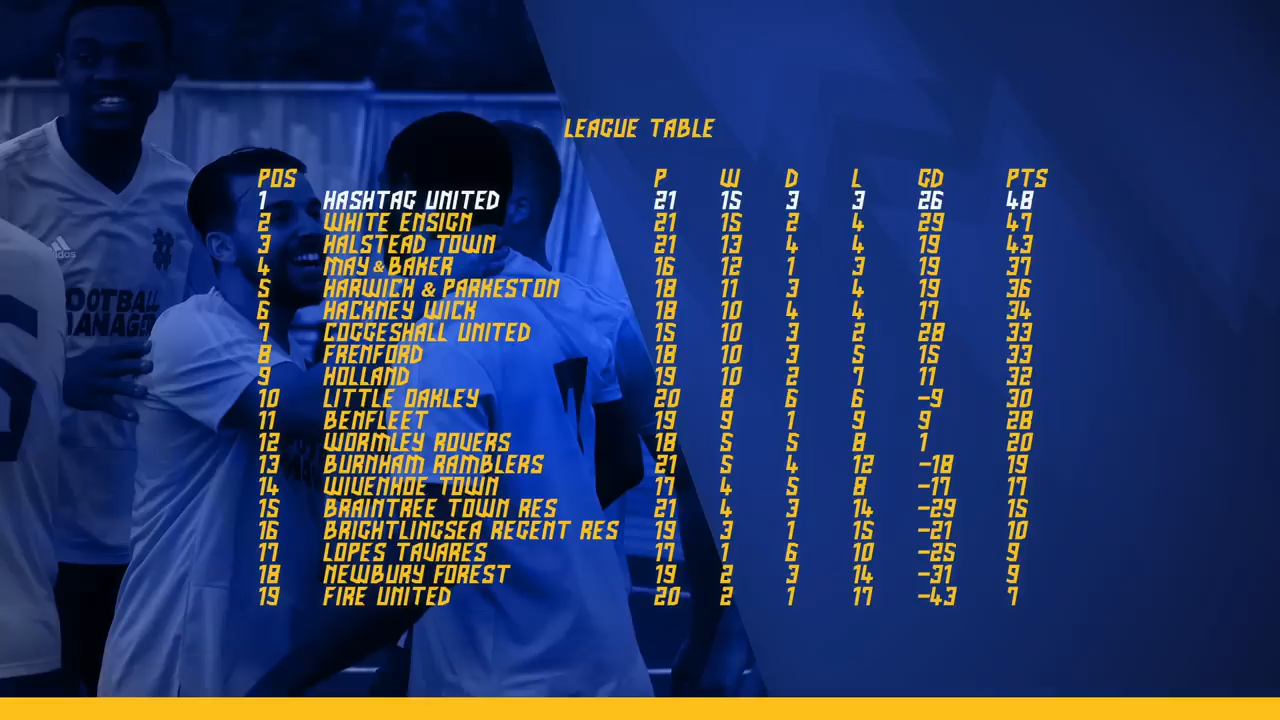 LEAGUE TABLE
POS P W D L GD PTS
1 HASHTAG UNITED 21 15 3 3 26 48
2 WHITE ENSIGN 21 15 2 4 29 47
3 HALSTEAD TOWN 21 13 4 4 19 43
4 MAY & BAKER 16 12 1 3 19 37
5 HARWICH & PARKESTON 18 11 3 4 19 36
6 HACKNEY WICK 18 10 4 4 17 34
7 COGGESHALL UNITED 15 10 3 2 28 33
8 FRENFORD 18 10 3 5 15 33
9 HOLLAND 19 10 2 7 11 32
10 LITTLE OAKLEY 20 8 6 6 -9 30
11 BENFLEET 19 9 1 9 9 28
12 WORMLEY ROVERS 18 5 5 8 1 20
13 BURNHAM RAMBLERS 21 5 4 12 -18 19
14 WIVENHOE TOWN 17 4 5 8 -17 17
15 BRAINTREE TOWN RES 21 4 3 14 -29 15
16 BRIGHTLINGSEA REGENT RES 19 3 1 15 -21 10
17 LOPES TAVARES 17 1 6 10 -25 9
18 NEWBURY FOREST 19 2 3 14 -31 9
19 FIRE UNITED 20 2 1 17 -43 7
adidas